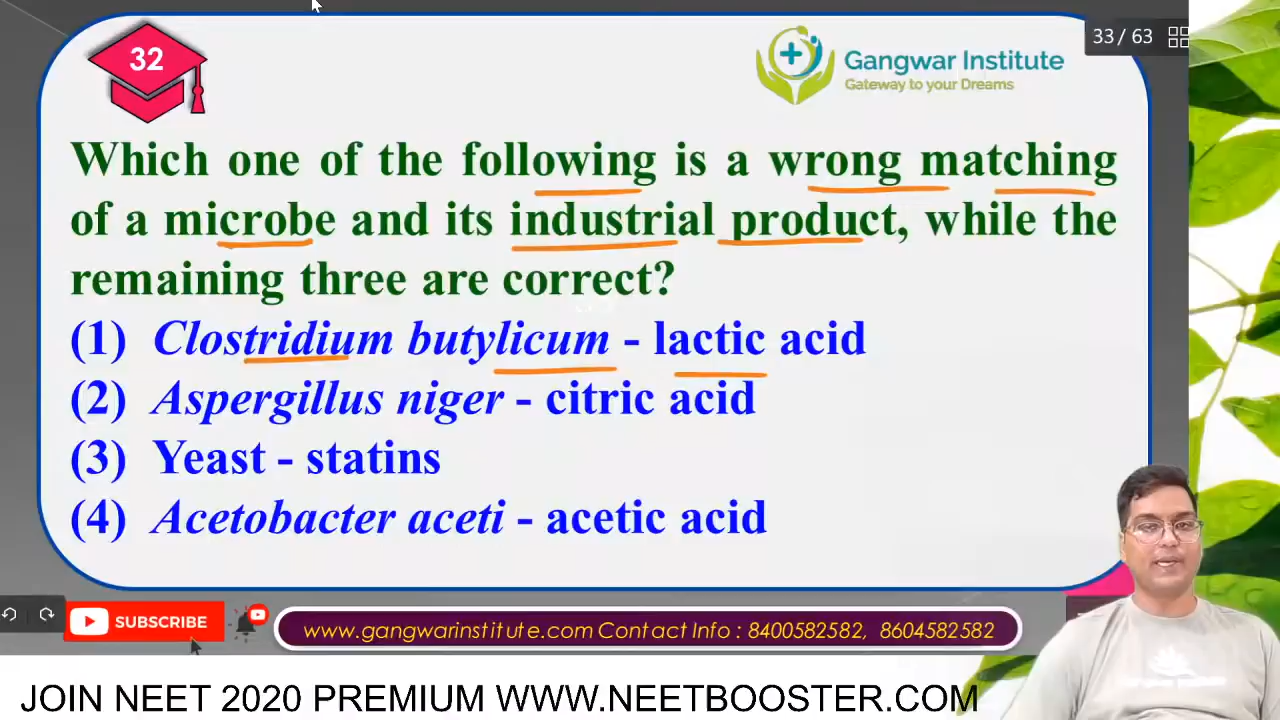 32
Gangwar Institute
Gateway to your Dreams
33 / 63
Which one of the following is a wrong matching
of a microbe and its industrial product, while the
remaining three are correct?
(1) Clostridium butylicum - lactic acid
(2) Aspergillus niger - citric acid
(3) Yeast - statins
(4) Acetobacter aceti - acetic acid
SUBSCRIBE
www.gangwarinstitute.com Contact Info : 8400582582, 8604582582
JOIN NEET 2020 PREMIUM WWW.NEETBOOSTER.COM